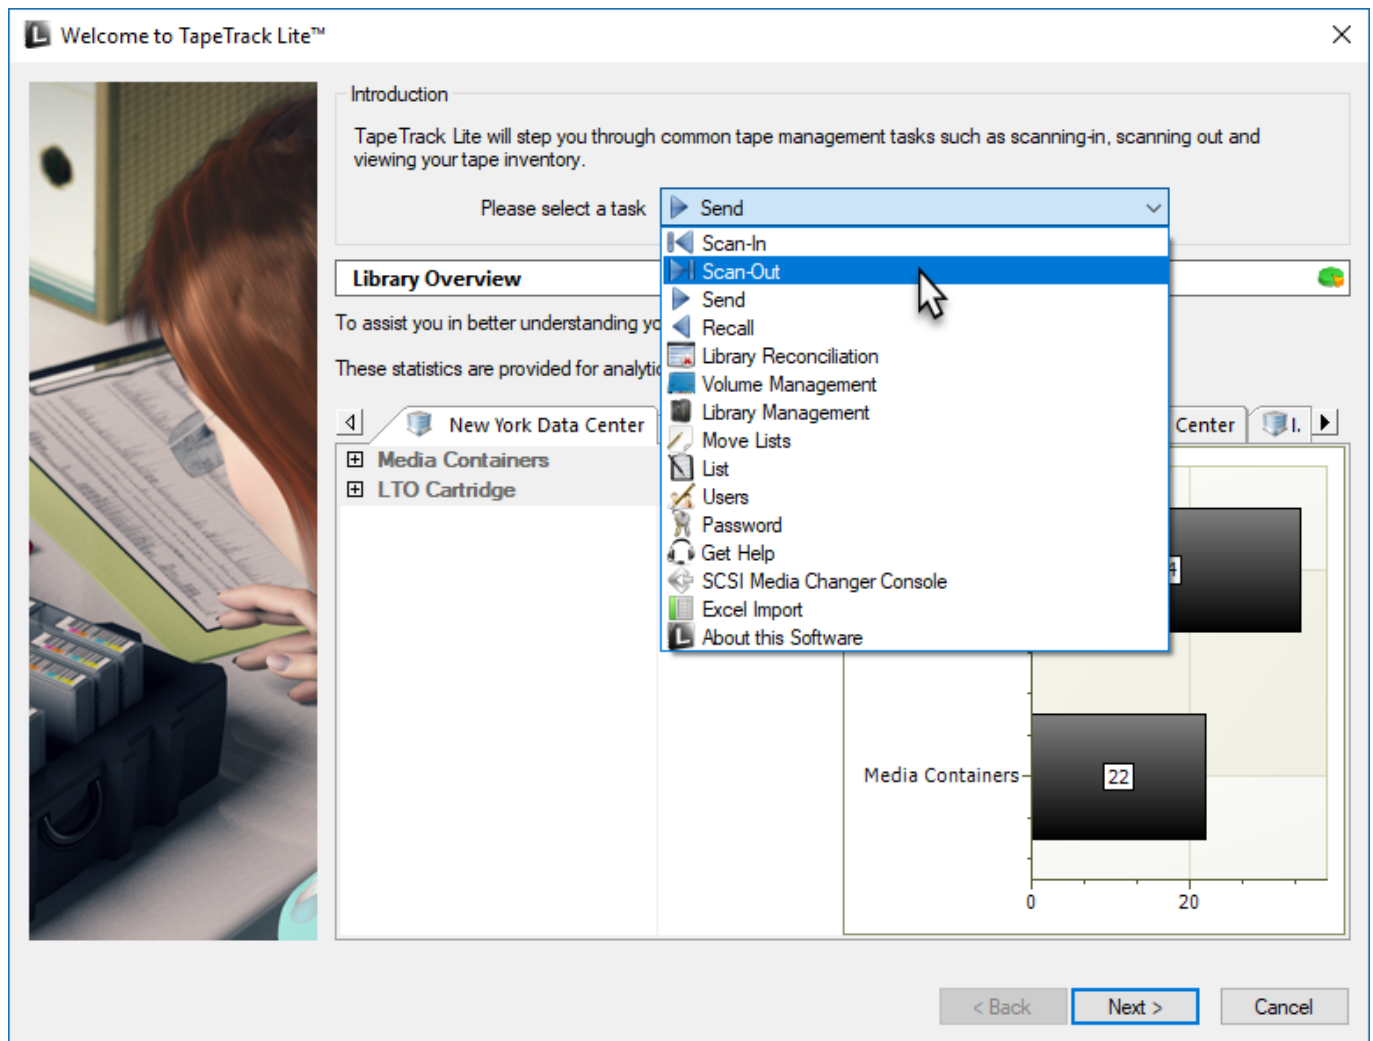 Welcome to TapeTrack Lite™
Introduction
TapeTrack Lite will step you through common tape management tasks such as scanning-in, scanning out and
viewing your tape inventory.
Please select a task
Send
Scan-In
Scan-Out
Send
Recall
Library Reconciliation
Volume Management
Library Management
Move Lists
List
Users
Password
Get Help
SCSI Media Changer Console
Excel Import
About this Software
Library Overview
To assist you in better understanding yo
These statistics are provided for analytic
New York Data Center
Center
I.
Media Containers
LTO Cartridge
4
Media Containers
22
0
20
< Back
Next >
Cancel